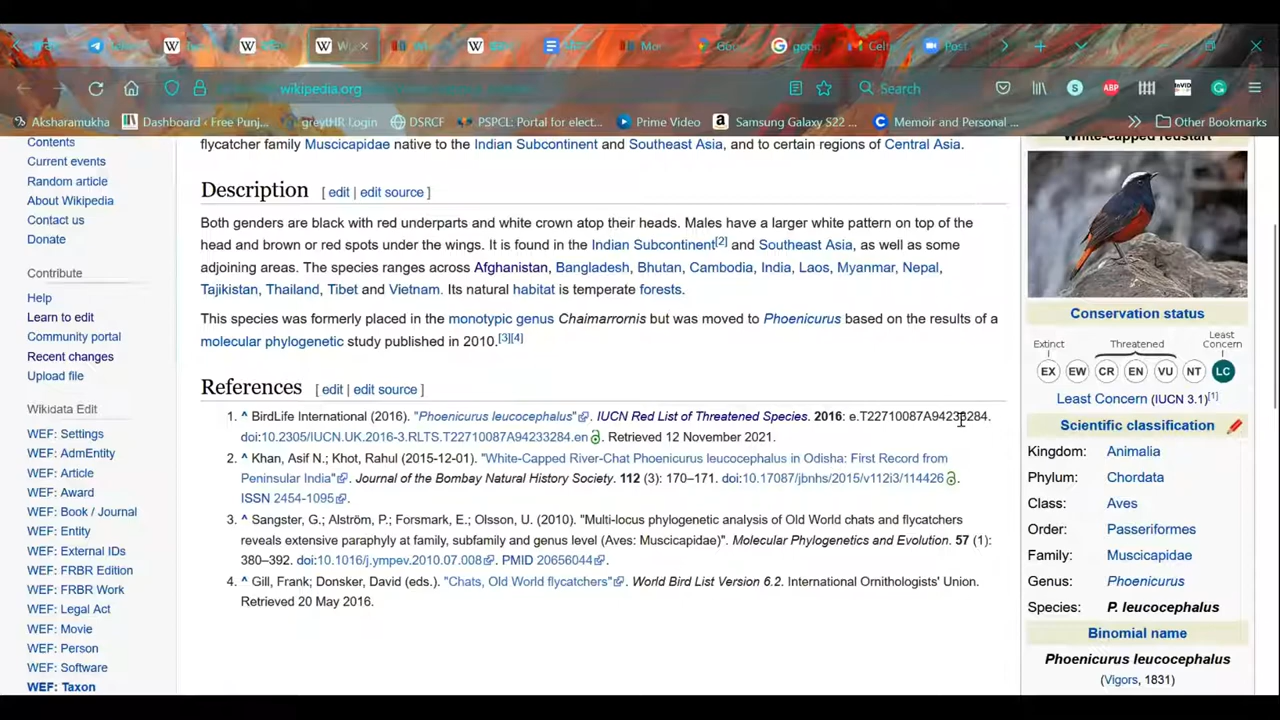 Post
wikipedia.org
Search
Aksharamukha
Dashboard ‹ Free Punj...
greytHR login
DSRCF
PSPCL: Portal for elect...
Prime Video
Samsung Galaxy S22 ...
Memoir and Personal ...
Other Bookmarks
Contents
Current events
Random article
About Wikipedia
Contact us
Donate
Contribute
Help
Learn to edit
Community portal
Recent changes
Upload file
Wikidata Edit
WEF: Settings
WEF: AdmEntity
WEF: Article
WEF: Award
WEF: Book / Journal
WEF: Entity
WEF: External IDs
WEF: FRBR Edition
WEF: FRBR Work
WEF: Legal Act
WEF: Movie
WEF: Person
WEF: Software
WEF: Taxon
flycatcher family Muscicapidae native to the Indian Subcontinent and Southeast Asia, and to certain regions of Central Asia.
Description [ edit | edit source ]
Both genders are black with red underparts and white crown atop their heads. Males have a larger white pattern on top of the
head and brown or red spots under the wings. It is found in the Indian Subcontinent[2] and Southeast Asia, as well as some
adjoining areas. The species ranges across Afghanistan, Bangladesh, Bhutan, Cambodia, India, Laos, Myanmar, Nepal,
Tajikistan, Thailand, Tibet and Vietnam. Its natural habitat is temperate forests.
This species was formerly placed in the monotypic genus Chaimarrornis but was moved to Phoenicurus based on the results of a
molecular phylogenetic study published in 2010.[3][4]
References [ edit | edit source ]
1. ^ BirdLife International (2016). "Phoenicurus leucocephalus". IUCN Red List of Threatened Species. 2016: e.T22710087A94233284.
doi:10.2305/IUCN.UK.2016-3.RLTS.T22710087A94233284.en. Retrieved 12 November 2021.
2. ^ Khan, Asif N.; Khot, Rahul (2015-12-01). "White-Capped River-Chat Phoenicurus leucocephalus in Odisha: First Record from
Peninsular India". Journal of the Bombay Natural History Society. 112 (3): 170–171. doi:10.17087/jbnhs/2015/v112i3/114426.
ISSN 2454-1095.
3. ^ Sangster, G.; Alström, P.; Forsmark, E.; Olsson, U. (2010). "Multi-locus phylogenetic analysis of Old World chats and flycatchers
reveals extensive paraphyly at family, subfamily and genus level (Aves: Muscicapidae)". Molecular Phylogenetics and Evolution. 57 (1):
380–392. doi:10.1016/j.ympev.2010.07.008. PMID 20656044.
4. ^ Gill, Frank; Donsker, David (eds.). "Chats, Old World flycatchers". World Bird List Version 6.2. International Ornithologists' Union.
Retrieved 20 May 2016.
White-capped redstart
Conservation status
Extinct Threatened Least Concern
EX EW CR EN VU NT LC
Least Concern (IUCN 3.1)[1]
Scientific classification
Kingdom: Animalia
Phylum: Chordata
Class: Aves
Order: Passeriformes
Family: Muscicapidae
Genus: Phoenicurus
Species: P. leucocephalus
Binomial name
Phoenicurus leucocephalus
(Vigors, 1831)